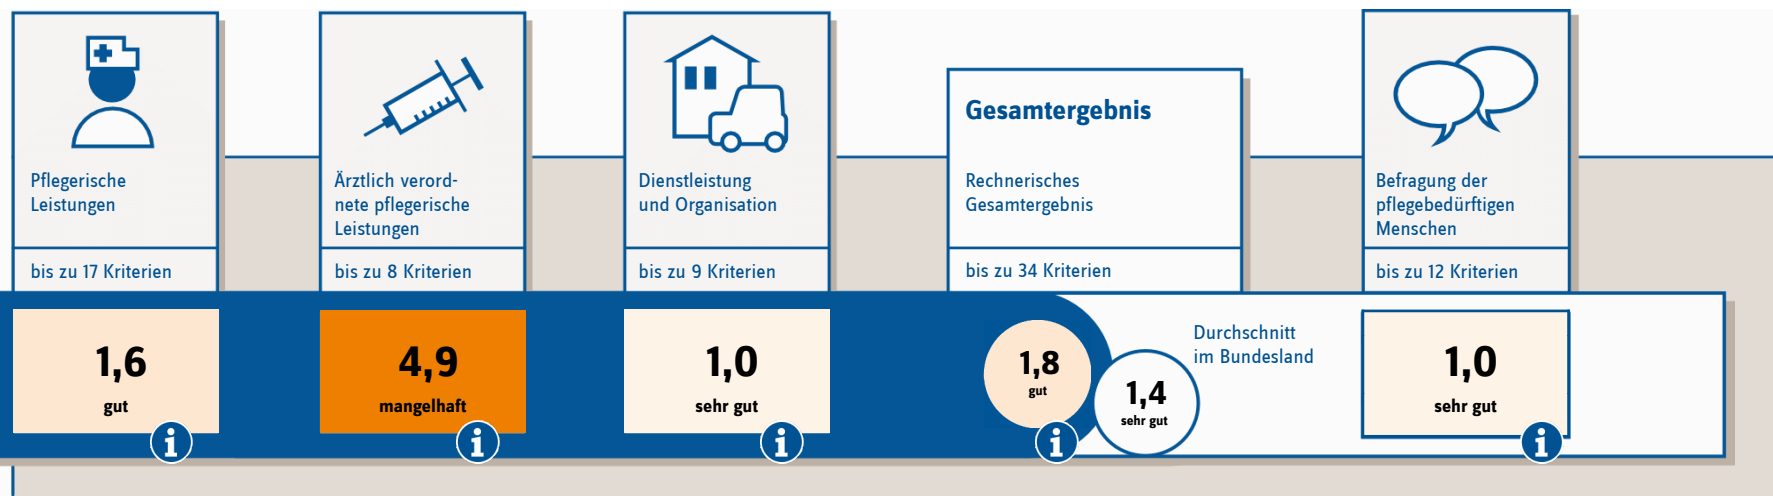 Pflegerische
Leistungen
bis zu 17 Kriterien
1,6
gut
Ärztlich verord-
nete pflegerische
Leistungen
bis zu 8 Kriterien
4,9
mangelhaft
Dienstleistung
und Organisation
bis zu 9 Kriterien
1,0
sehr gut
Gesamtergebnis
Rechnerisches
Gesamtergebnis
bis zu 34 Kriterien
1,8
gut
1,4
sehr gut
Durchschnitt
im Bundesland
Befragung der
pflegebedürftigen
Menschen
bis zu 12 Kriterien
1,0
sehr gut